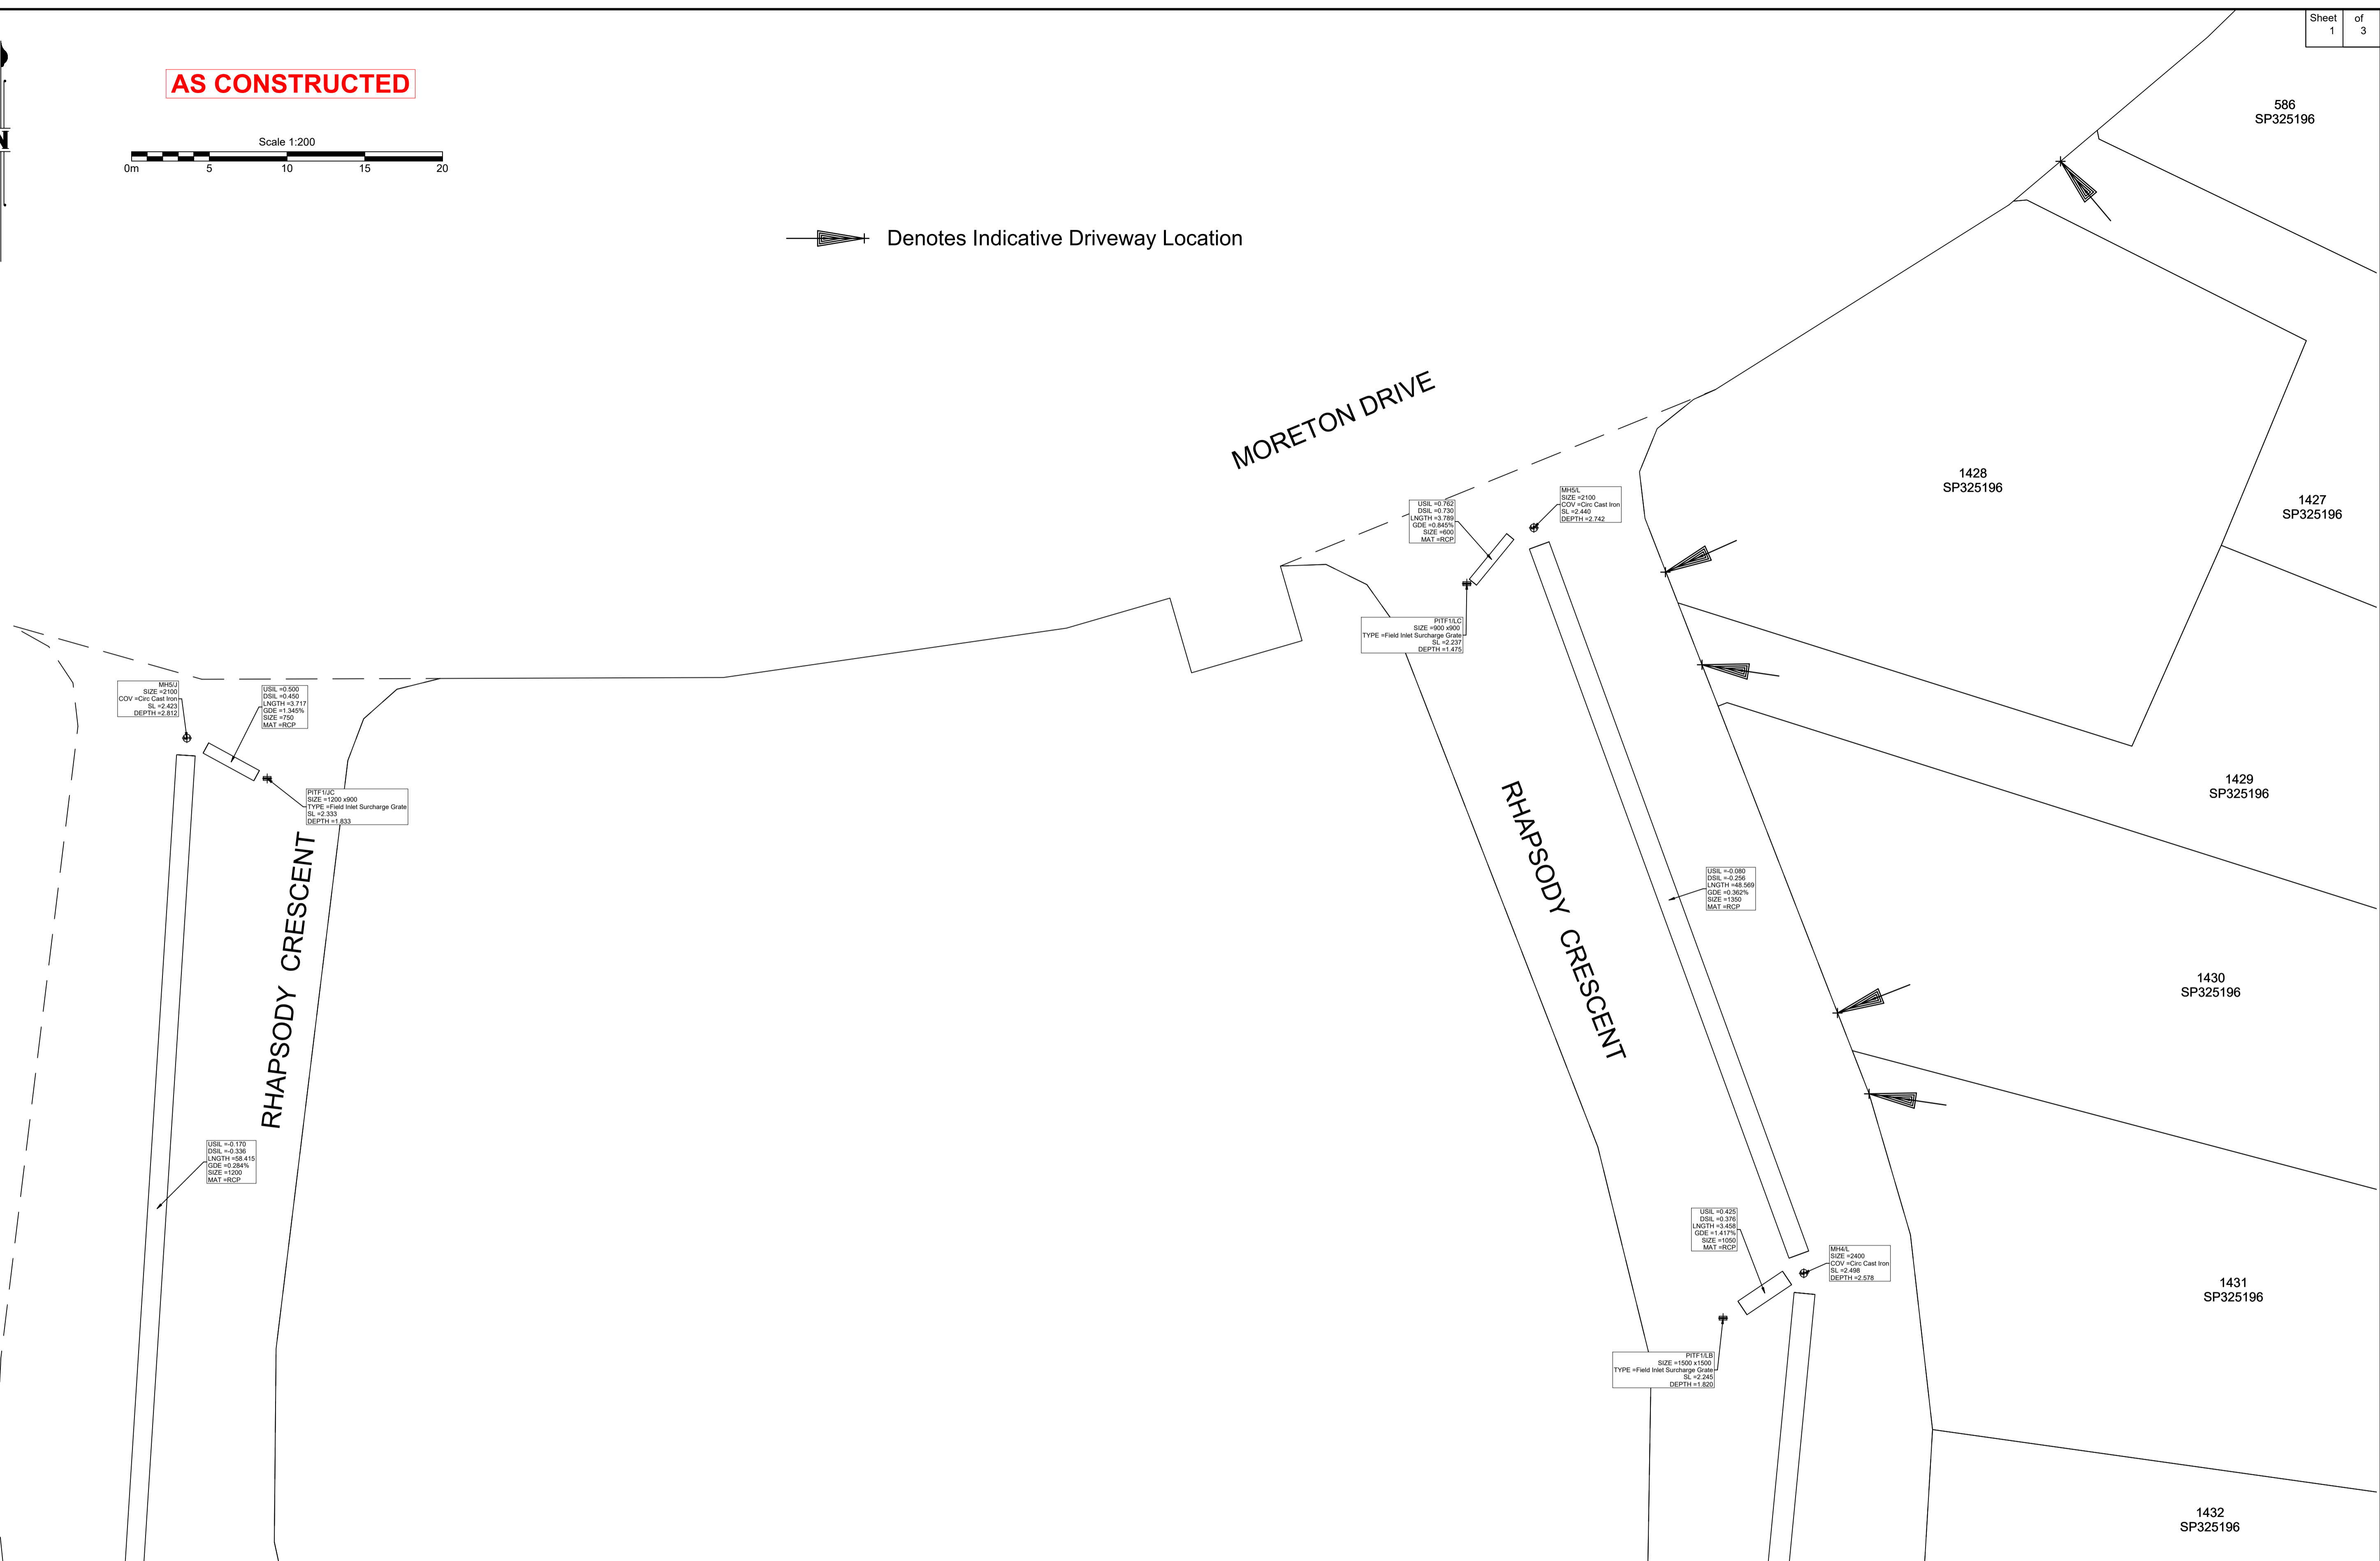 Sheet of
1 3
AS CONSTRUCTED
Scale 1:200
0m 5 10 15 20
Denotes Indicative Driveway Location
586
SP325196
MORETON DRIVE
1428
SP325196
1427
SP325196
USIL =0.762
DSIL =0.730
LNGTH =3.789
GDE =0.845%
SIZE =600
MAT =RCP
MH5/L
SIZE =2100
COV =Circ Cast Iron
SL =2.440
DEPTH =2.742
PITF1/LC
SIZE =900 x900
TYPE =Field Inlet Surcharge Grate
SL =2.237
DEPTH =1.475
MH5/J
SIZE =2100
COV =Circ Cast Iron
SL =2.423
DEPTH =2.812
USIL =0.500
DSIL =0.450
LNGTH =3.717
GDE =1.345%
SIZE =750
MAT =RCP
PITF1/JC
SIZE =1200 x900
TYPE =Field Inlet Surcharge Grate
SL =2.333
DEPTH =1.833
RHAPSODY CRESCENT
RHAPSODY CRESCENT
1429
SP325196
USIL =-0.080
DSIL =-0.256
LNGTH =48.569
GDE =0.362%
SIZE =1350
MAT =RCP
1430
SP325196
USIL =-0.170
DSIL =-0.336
LNGTH =58.415
GDE =0.284%
SIZE =1200
MAT =RCP
USIL =0.425
DSIL =0.376
LNGTH =3.458
GDE =1.417%
SIZE =1050
MAT =RCP
MH4/L
SIZE =2400
COV =Circ Cast Iron
SL =2.498
DEPTH =2.578
1431
SP325196
PITF1/LB
SIZE =1500 x1500
TYPE =Field Inlet Surcharge Grate
SL =2.245
DEPTH =1.820
1432
SP325196